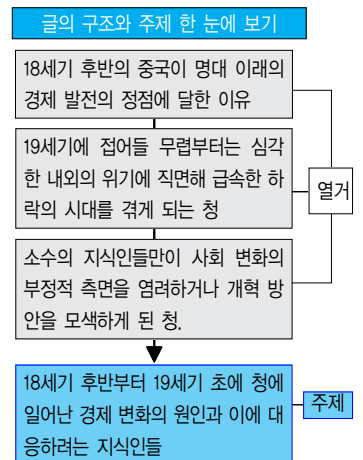 글의 구조와 주제 한 눈에 보기
18세기 후반의 중국이 명대 이래의
경제 발전의 정점에 달한 이유
19세기에 접어들 무렵부터는 심각
한 내외의 위기에 직면해 급속한 하
락의 시대를 겪게 되는 청
열거
소수의 지식인들만이 사회 변화의
부정적 측면을 염려하거나 개혁 방
안을 모색하게 된 청.
18세기 후반부터 19세기 초에 청에
일어난 경제 변화의 원인과 이에 대
응하려는 지식인들
주제